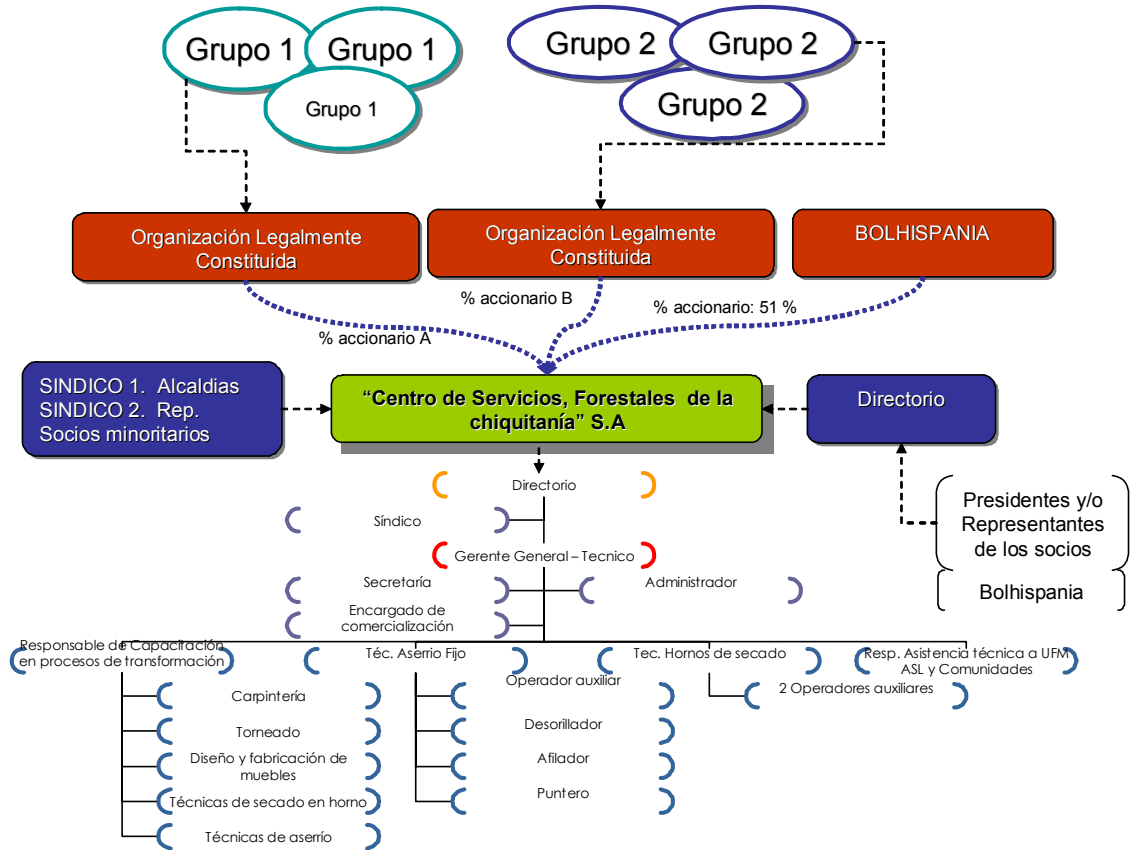 Grupo 1
Grupo 1
Grupo 1
Grupo 2
Grupo 2
Grupo 2
Organización Legalmente
Constituida
Organización Legalmente
Constituida
BOLHISPANIA
% accionario A
% accionario B
% accionario: 51 %
SINDICO 1. Alcaldias
SINDICO 2. Rep.
Socios minoritarios
“Centro de Servicios, Forestales de la
chiquitanía” S.A
Directorio
Presidentes y/o
Representantes
de los socios
Bolhispania
Directorio
Síndico
Gerente General – Tecnico
Secretaría
Administrador
Encargado de
comercialización
Responsable de Capacitación
en procesos de transformación
Carpintería
Torneado
Diseño y fabricación de
muebles
Técnicas de secado en horno
Técnicas de aserrío
Téc. Aserrio Fijo
Operador auxiliar
Desorillador
Afilador
Puntero
Tec. Hornos de secado
2 Operadores auxiliares
Resp. Asistencia técnica a UFM
ASL y Comunidades